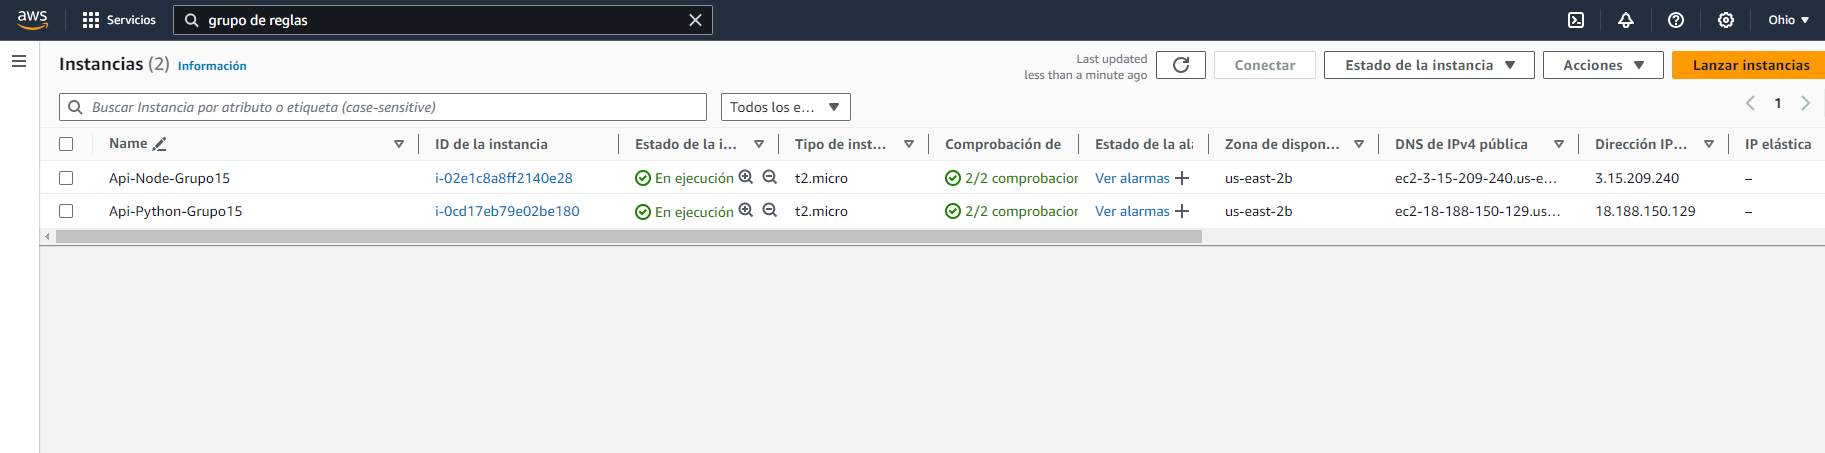 aws Servicios grupo de reglas Ohio
Instancias (2) Información Last updated less than a minute ago Conectar Estado de la instancia Acciones Lanzar instancias
Buscar Instancia por atributo o etiqueta (case-sensitive) Todos los e... 1
Name ID de la instancia Estado de la i... Tipo de inst... Comprobación de Estado de la ala Zona de dispon... DNS de IPv4 pública Dirección IP... IP elástica
Api-Node-Grupo15 i-02e1c8a8ff2140e28 En ejecución t2.micro 2/2 comprobacior Ver alarmas + us-east-2b ec2-3-15-209-240.us-e... 3.15.209.240 –
Api-Python-Grupo15 i-0cd17eb79e02be180 En ejecución t2.micro 2/2 comprobacior Ver alarmas + us-east-2b ec2-18-188-150-129.us... 18.188.150.129 –